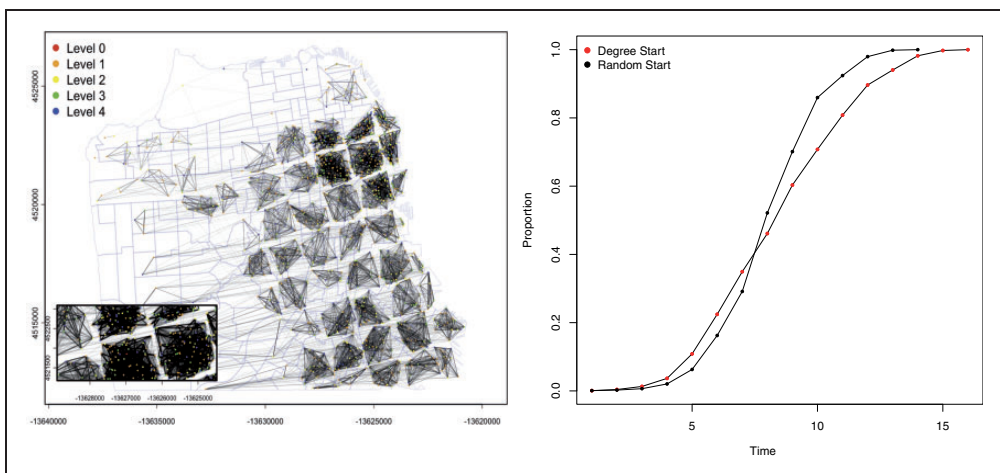 Level 0
Level 1
Level 2
Level 3
Level 4
4525000
4520000
4515000
4522500
4521500
-13628000 -13627000 -13626000 -13625000
-13640000 -13635000 -13630000 -13625000 -13620000
Degree Start
Random Start
Proportion
1.0
0.8
0.6
0.4
0.2
0.0
5 10 15
Time